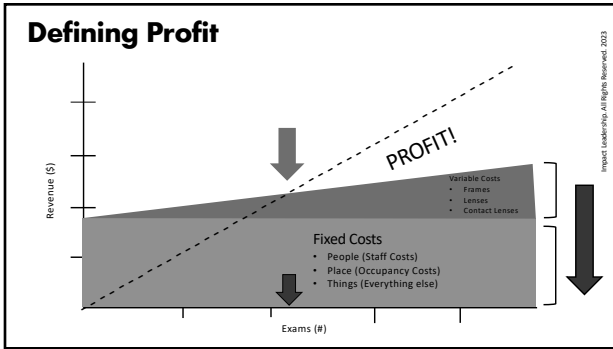 Defining Profit
Impact Leadership. All Rights Reserved. 2023
Revenue ($)
PROFIT!
Variable Costs
• Frames
• Lenses
• Contact Lenses
Fixed Costs
• People (Staff Costs)
• Place (Occupancy Costs)
• Things (Everything else)
Exams (#)